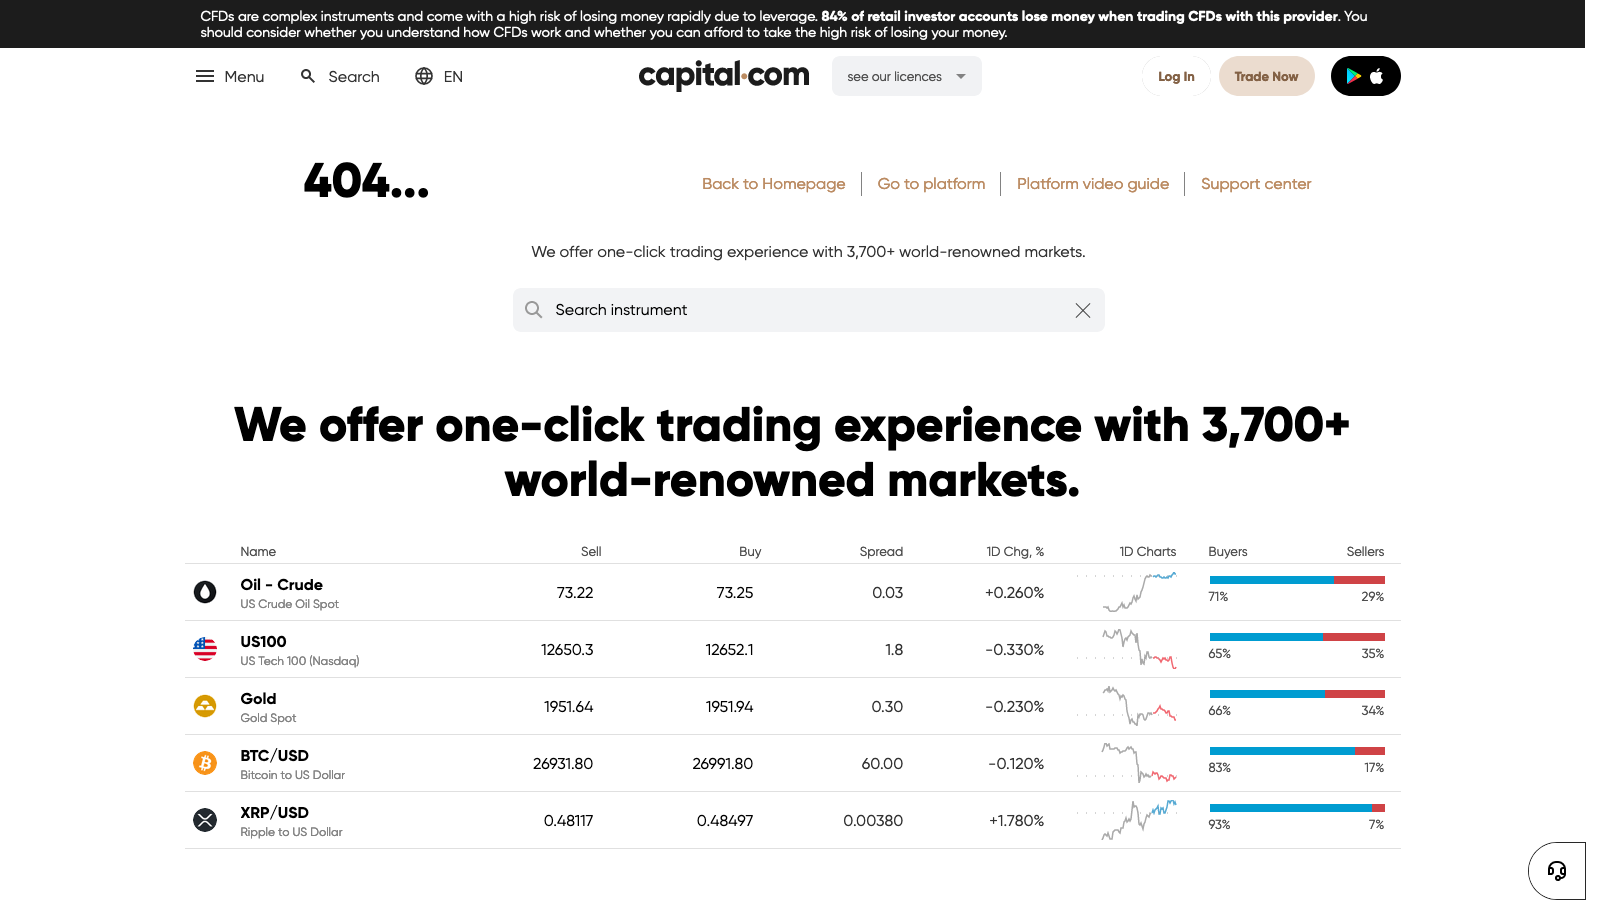 CFDs are complex instruments and come with a high risk of losing money rapidly due to leverage. 84% of retail investor accounts lose money when trading CFDs with this provider. You
should consider whether you understand how CFDs work and whether you can afford to take the high risk of losing your money.
Menu Search EN capital.com see our licences Log In Trade Now
404... Back to Homepage Go to platform Platform video guide Support center
We offer one-click trading experience with 3,700+ world-renowned markets.
Search instrument
We offer one-click trading experience with 3,700+
world-renowned markets.
Name Sell Buy Spread 1D Chg, % 1D Charts Buyers Sellers
Oil - Crude 73.22 73.25 0.03 +0.260%
US Crude Oil Spot 71% 29%
US100 12650.3 12652.1 1.8 -0.330%
US Tech 100 (Nasdaq) 65% 35%
Gold 1951.64 1951.94 0.30 -0.230%
Gold Spot 66% 34%
BTC/USD 26931.80 26991.80 60.00 -0.120%
Bitcoin to US Dollar 83% 17%
XRP/USD 0.48117 0.48497 0.00380 +1.780%
Ripple to US Dollar 93% 7%